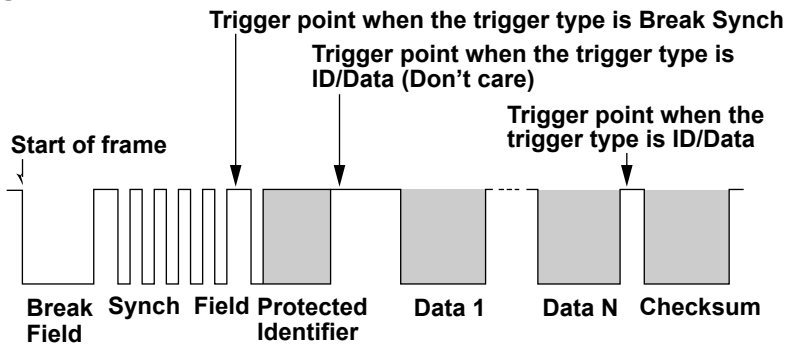 Trigger point when the trigger type is Break Synch
Trigger point when the trigger type is
ID/Data (Don't care)
Trigger point when the
trigger type is ID/Data
Start of frame
Break
Field
Synch Field
Protected
Identifier
Data 1
Data N
Checksum